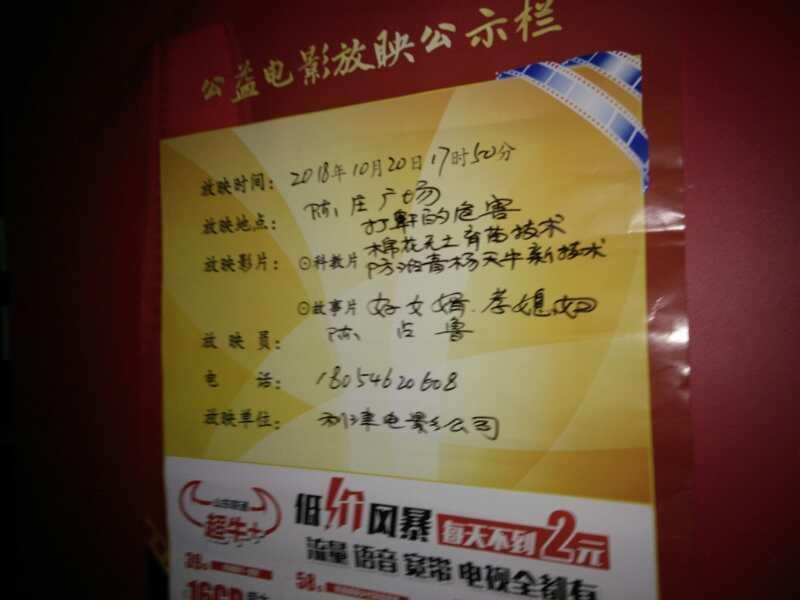 公益电影放映公示栏
放映时间：2018年10月20日17时50分
放映地点：陈庄广场
打鼾的危害
棉花无土育苗技术
放映影片：⊙科教片 防治青杨天牛新技术
⊙故事片 好女婿.孝媳妇
放映员：陈占鲁
电话：18054620608
放映单位：利津电影公司
山东联通
超牛卡
低价风暴 每天不到2元
流量 语音 宽带 电视全都有